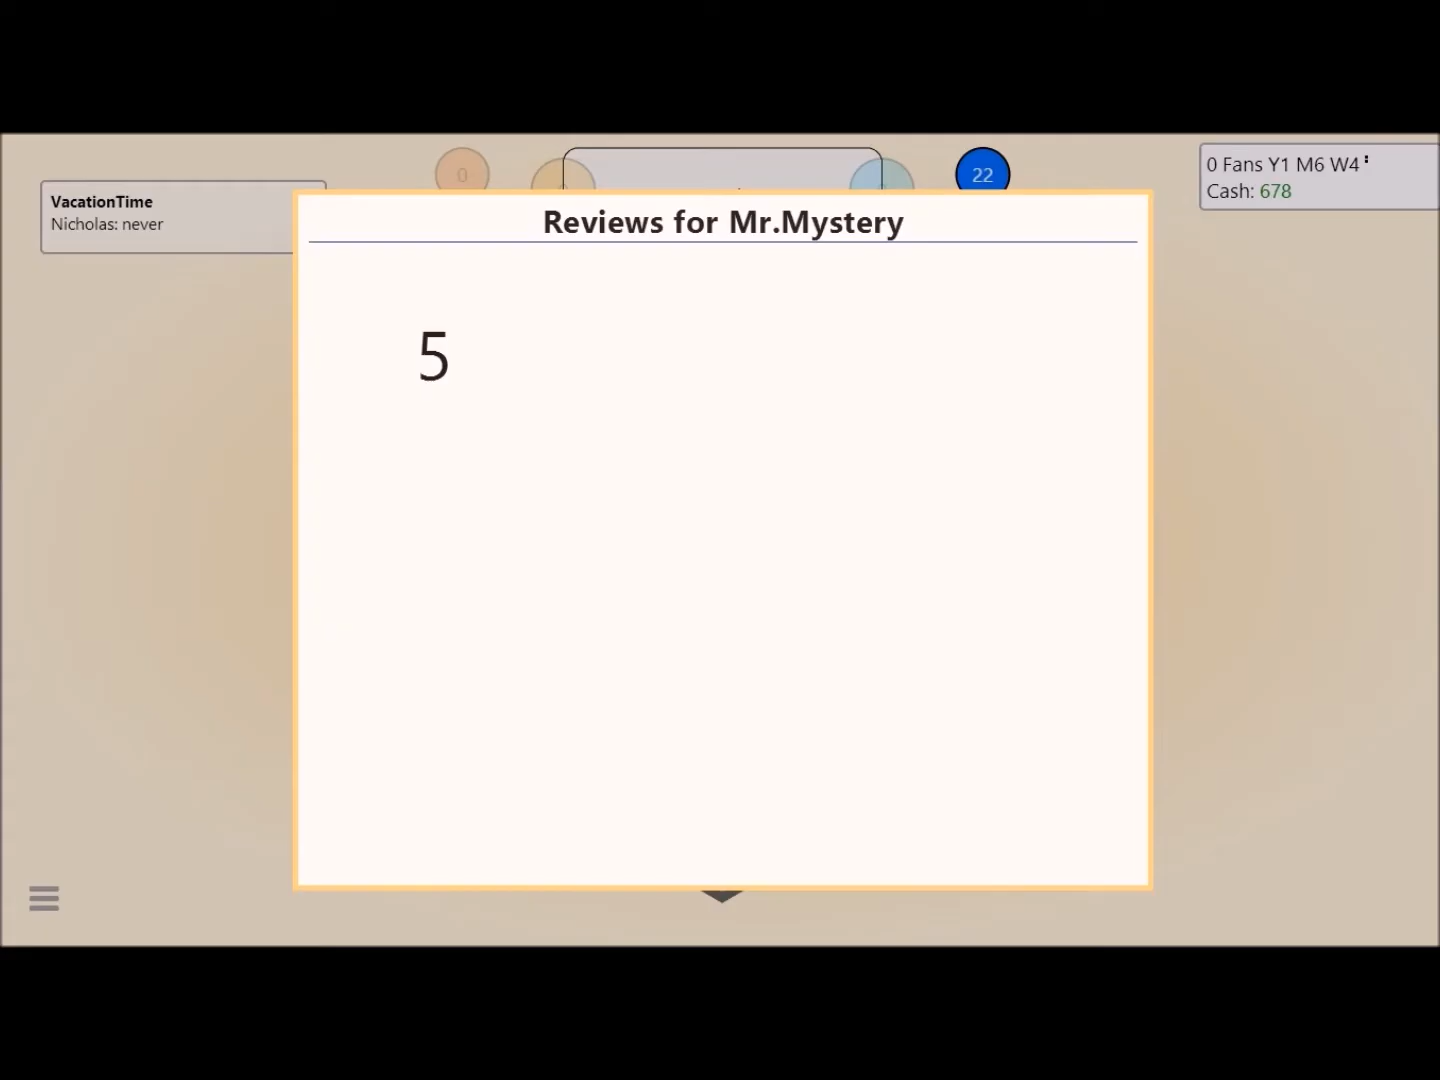 VacationTime
Nicholas: never
0
22
0 Fans Y1 M6 W4
Cash: 678
Reviews for Mr.Mystery
5